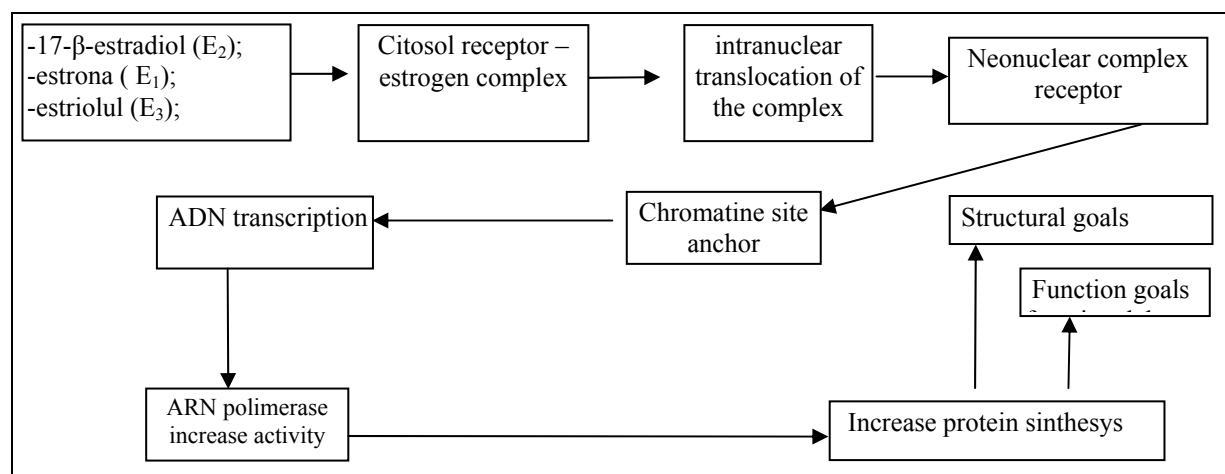 -17-β-estradiol (E₂);
-estrona ( E₁);
-estriolul (E₃);
Citosol receptor –
estrogen complex
intranuclear
translocation of
the complex
Neonuclear complex
receptor
ADN transcription
Chromatine site
anchor
Structural goals
Function goals
ARN polimerase
increase activity
Increase protein sinthesys